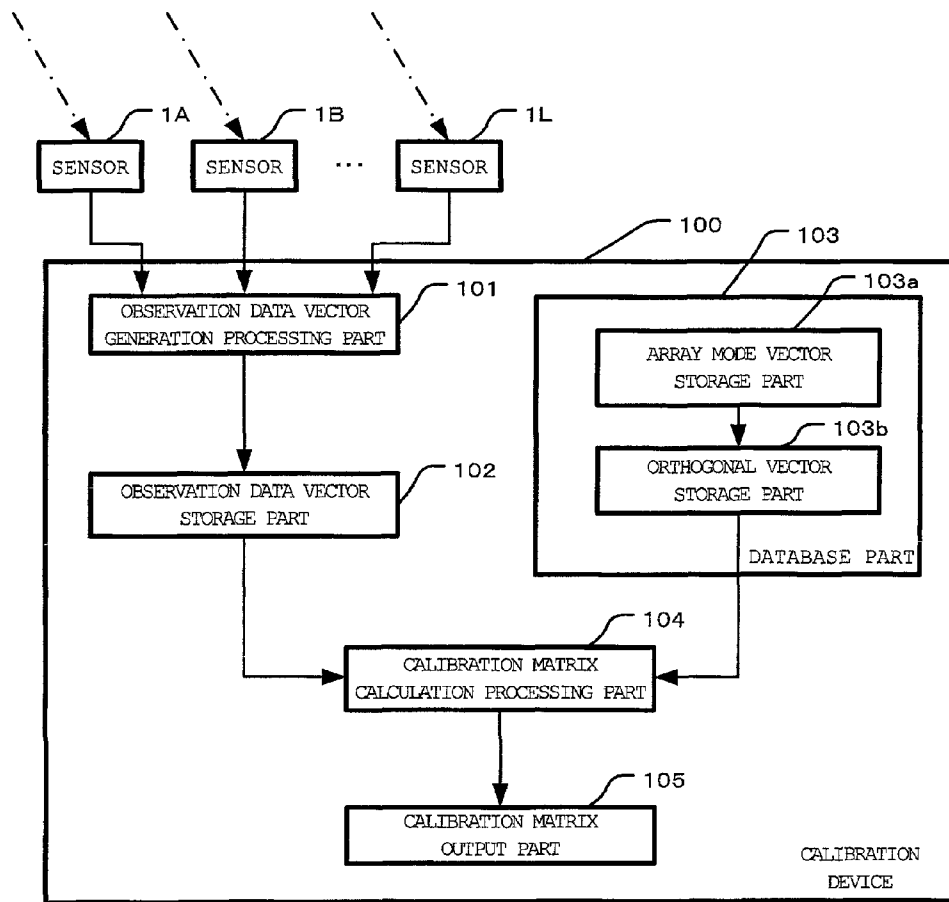 1A
1B
1L
SENSOR
SENSOR
...
SENSOR
100
103
101
103a
OBSERVATION DATA VECTOR
GENERATION PROCESSING PART
ARRAY MODE VECTOR
STORAGE PART
103b
102
ORTHOGONAL VECTOR
STORAGE PART
OBSERVATION DATA VECTOR
STORAGE PART
DATABASE PART
104
CALIBRATION MATRIX
CALCULATION PROCESSING PART
105
CALIBRATION MATRIX
OUTPUT PART
CALIBRATION
DEVICE